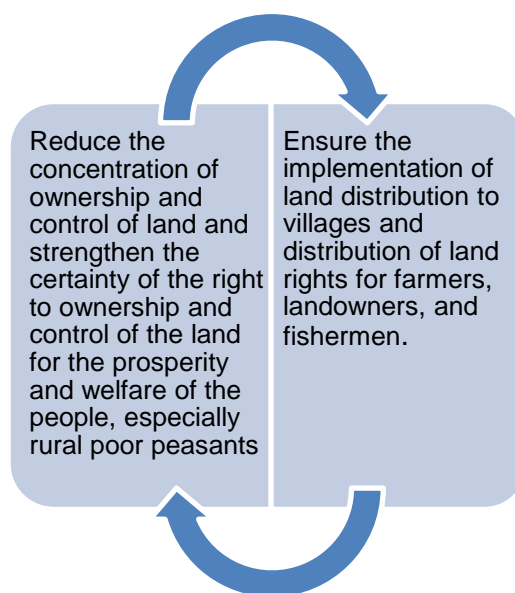 Reduce the
concentration of
ownership and
control of land and
strengthen the
certainty of the right
to ownership and
control of the land
for the prosperity
and welfare of the
people, especially
rural poor peasants
Ensure the
implementation of
land distribution to
villages and
distribution of land
rights for farmers,
landowners, and
fishermen.